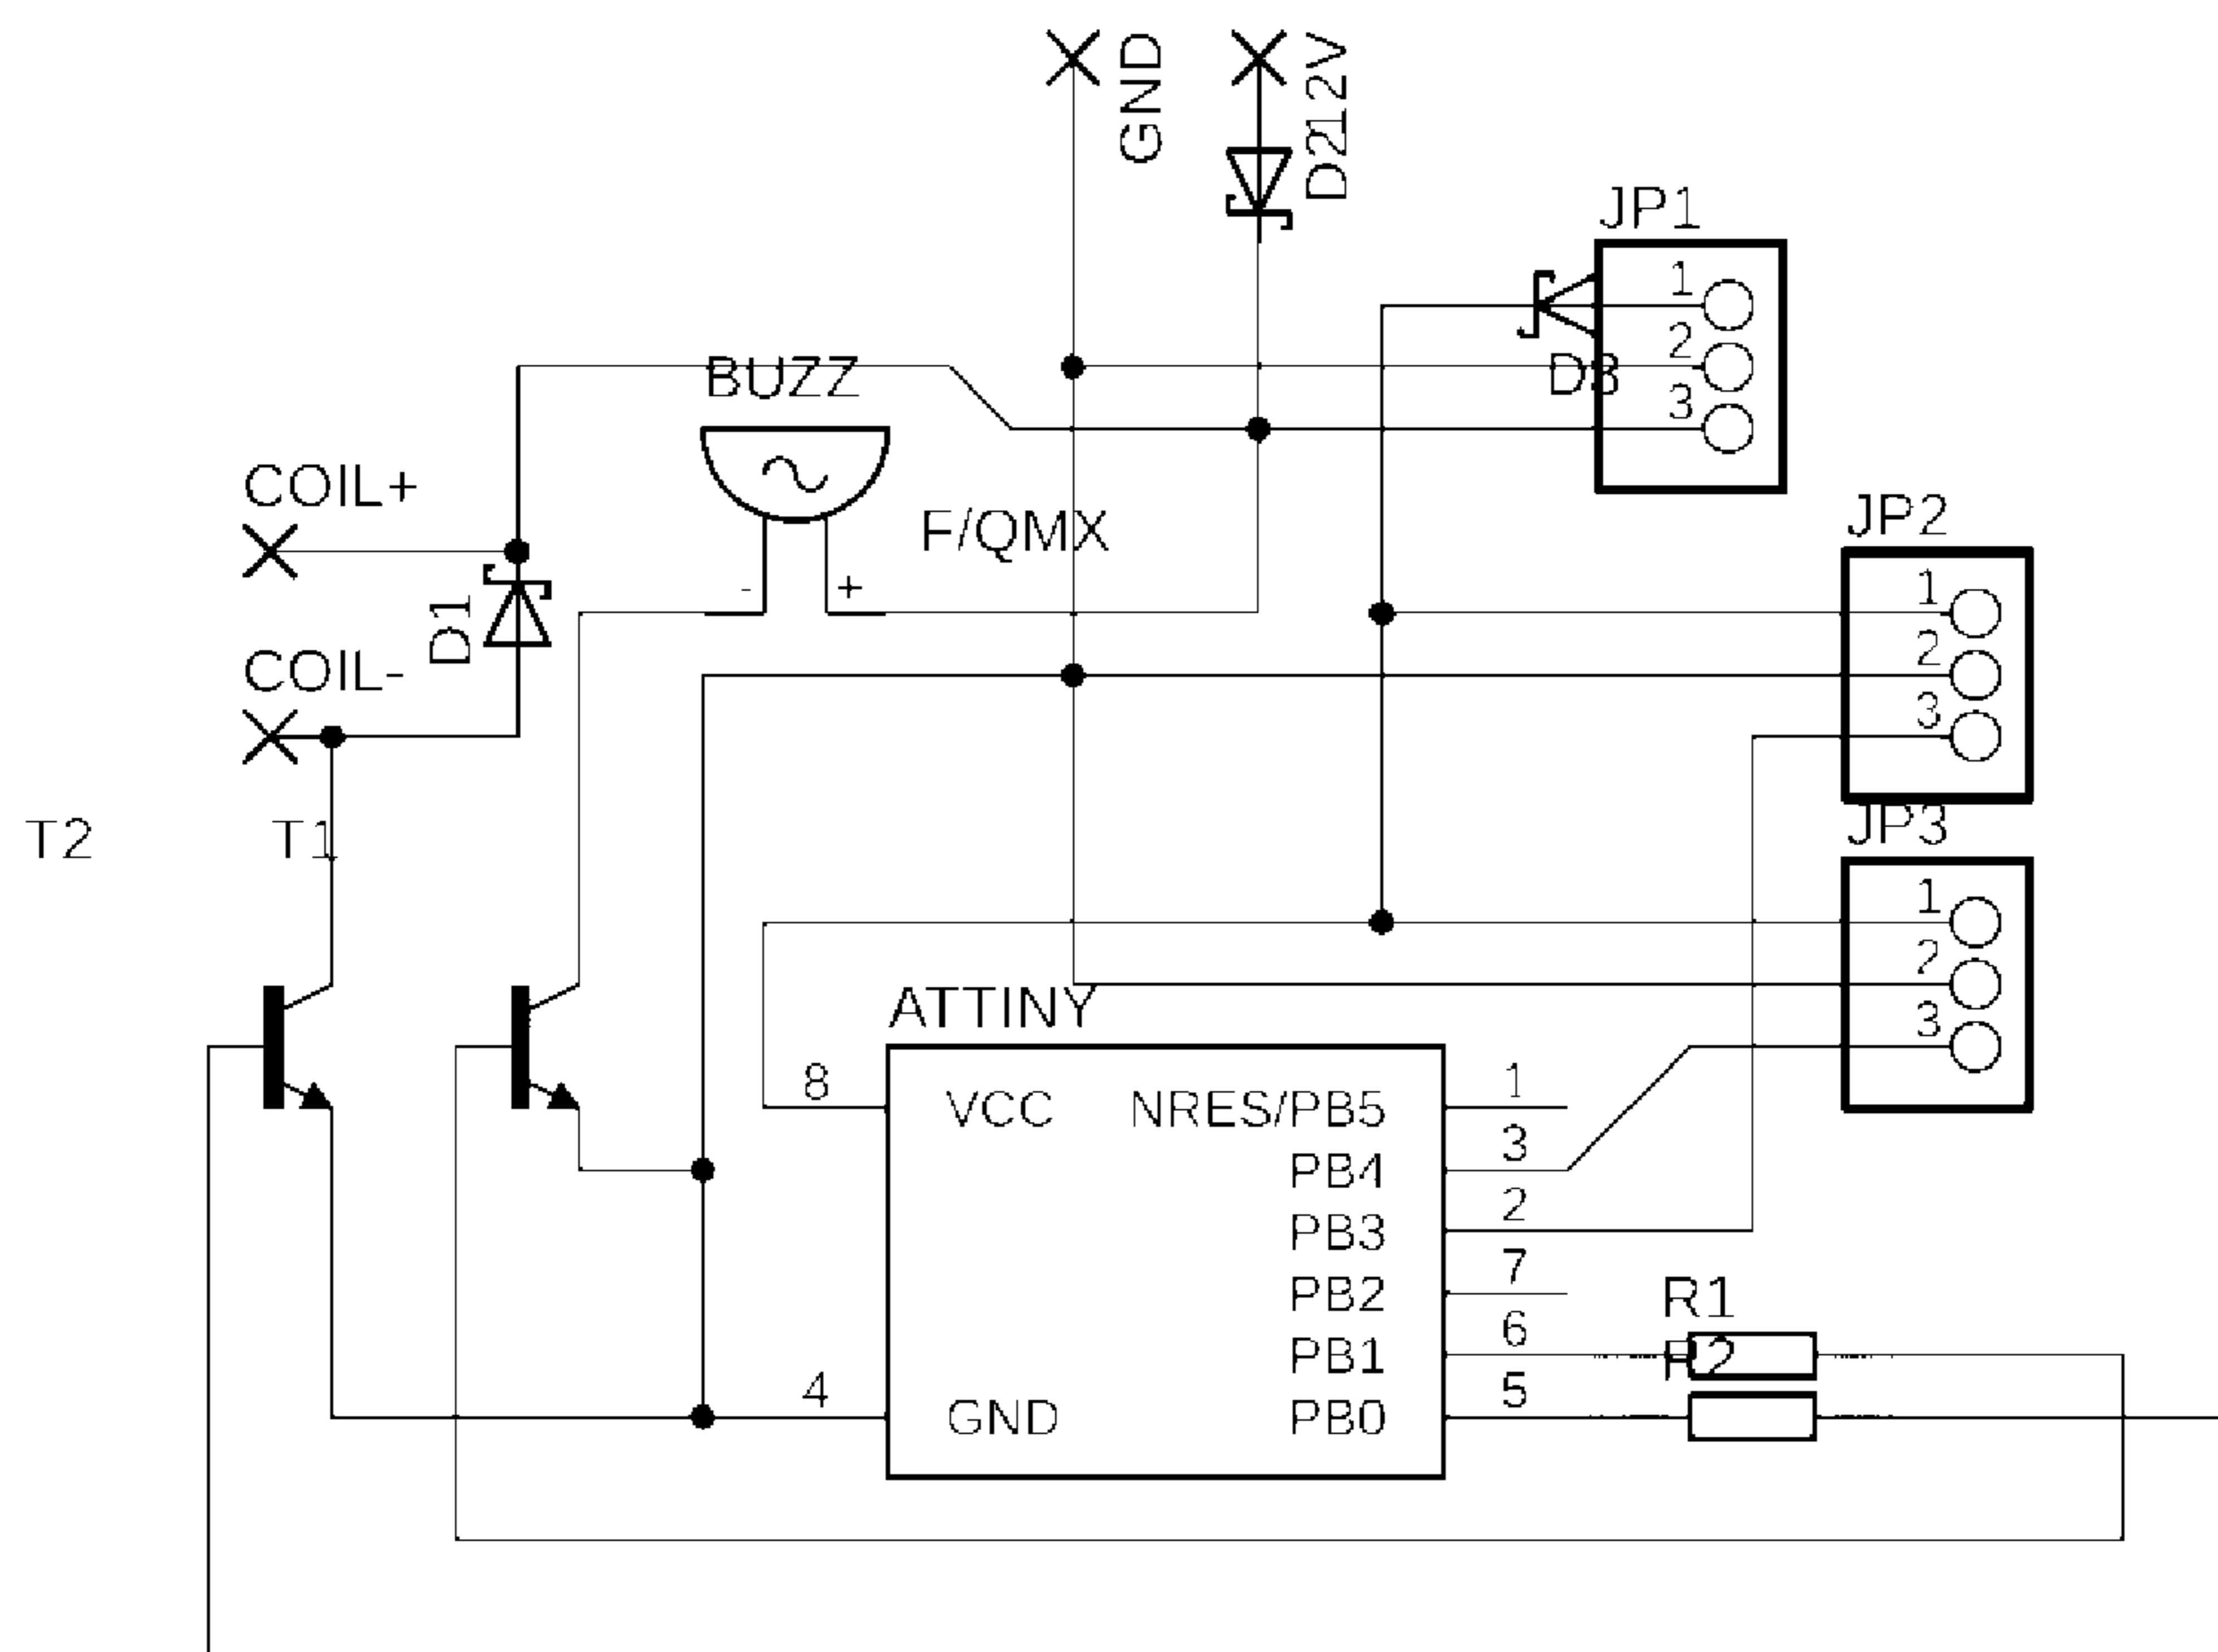 GND
D2
12V
JP1
1
2
D3
3
BUZZ
COIL+
F/QMX
JP2
-
+
D1
1
COIL-
2
3
T2
T1
JP3
1
2
ATTINY
3
8
VCC
NRES/PB5
1
PB4
3
PB3
2
PB2
7
R1
PB1
6
R2
4
GND
PB0
5